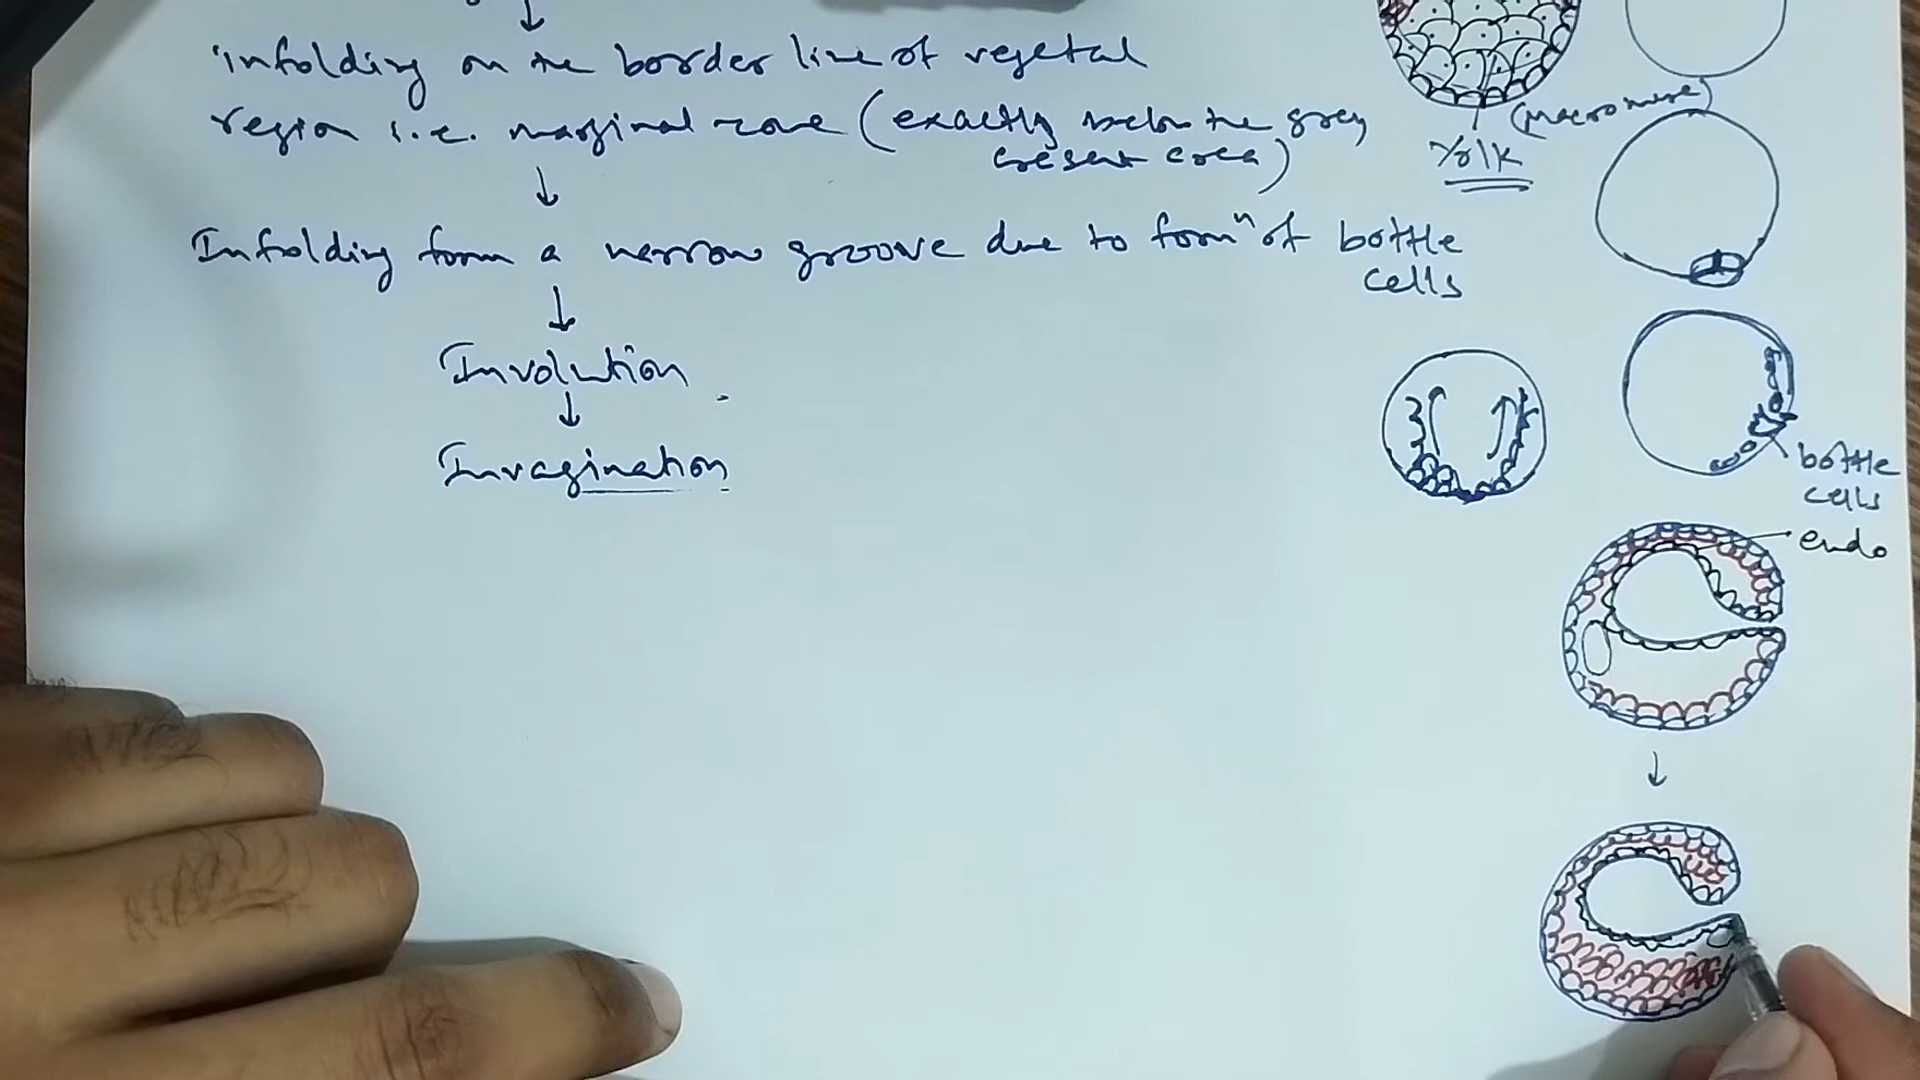 infolding on the border line of vegetal
region i.e. marginal zone (exactly below the grey
cresent area)
Infolding form a narrow groove due to formⁿ of bottle
cells
Involution
Invagination
(Macromere)
Yolk
bottle
cells
endo